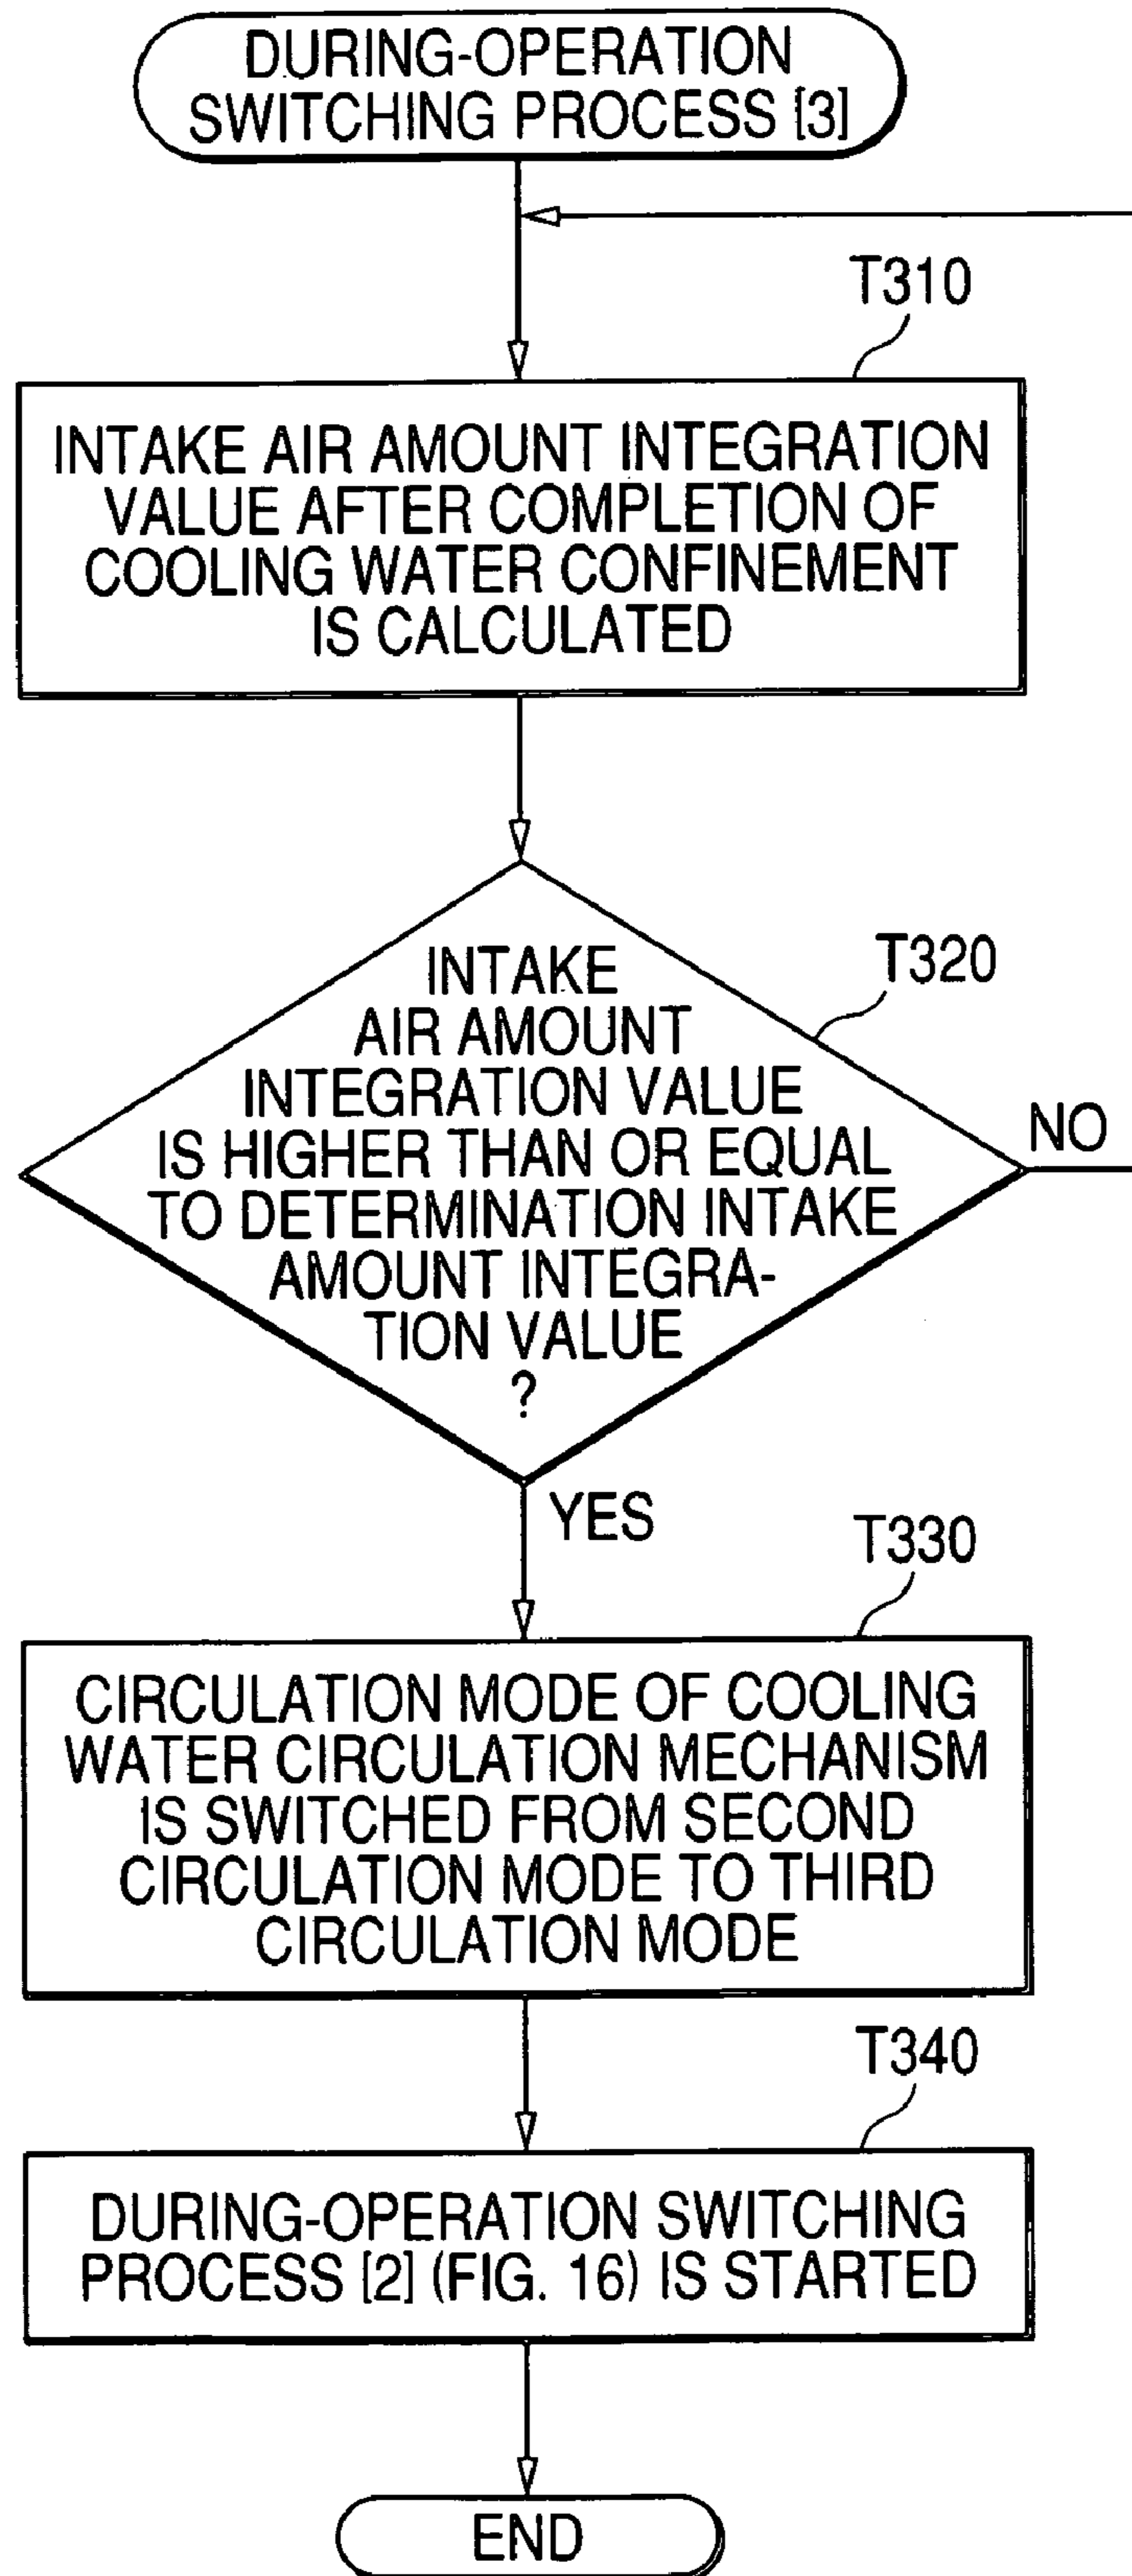 DURING-OPERATION
SWITCHING PROCESS [3]
T310
INTAKE AIR AMOUNT INTEGRATION
VALUE AFTER COMPLETION OF
COOLING WATER CONFINEMENT
IS CALCULATED
T320
INTAKE
AIR AMOUNT
INTEGRATION VALUE
IS HIGHER THAN OR EQUAL
TO DETERMINATION INTAKE
AMOUNT INTEGRA-
TION VALUE
?
NO
YES
T330
CIRCULATION MODE OF COOLING
WATER CIRCULATION MECHANISM
IS SWITCHED FROM SECOND
CIRCULATION MODE TO THIRD
CIRCULATION MODE
T340
DURING-OPERATION SWITCHING
PROCESS [2] (FIG. 16) IS STARTED
END